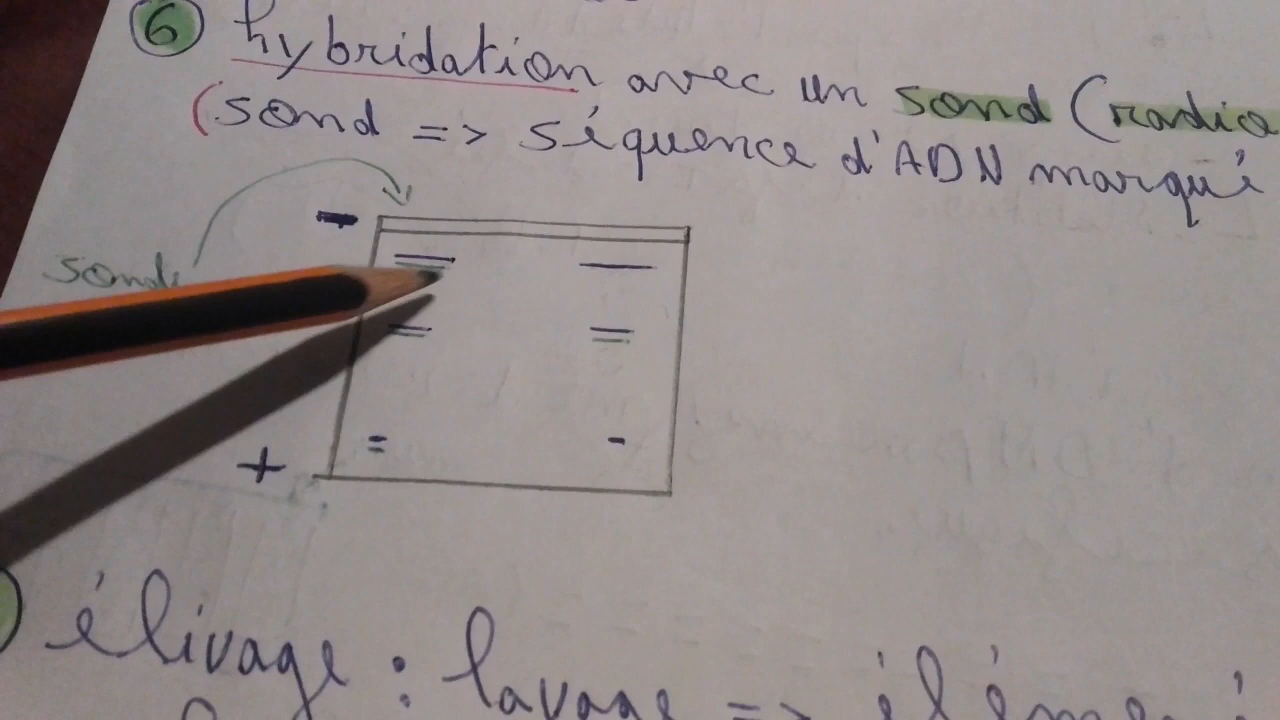 6 hybridation avec un sond (radio
(sond => séquence d'ADN marqué
-
sond
+
élivage : lavage =>